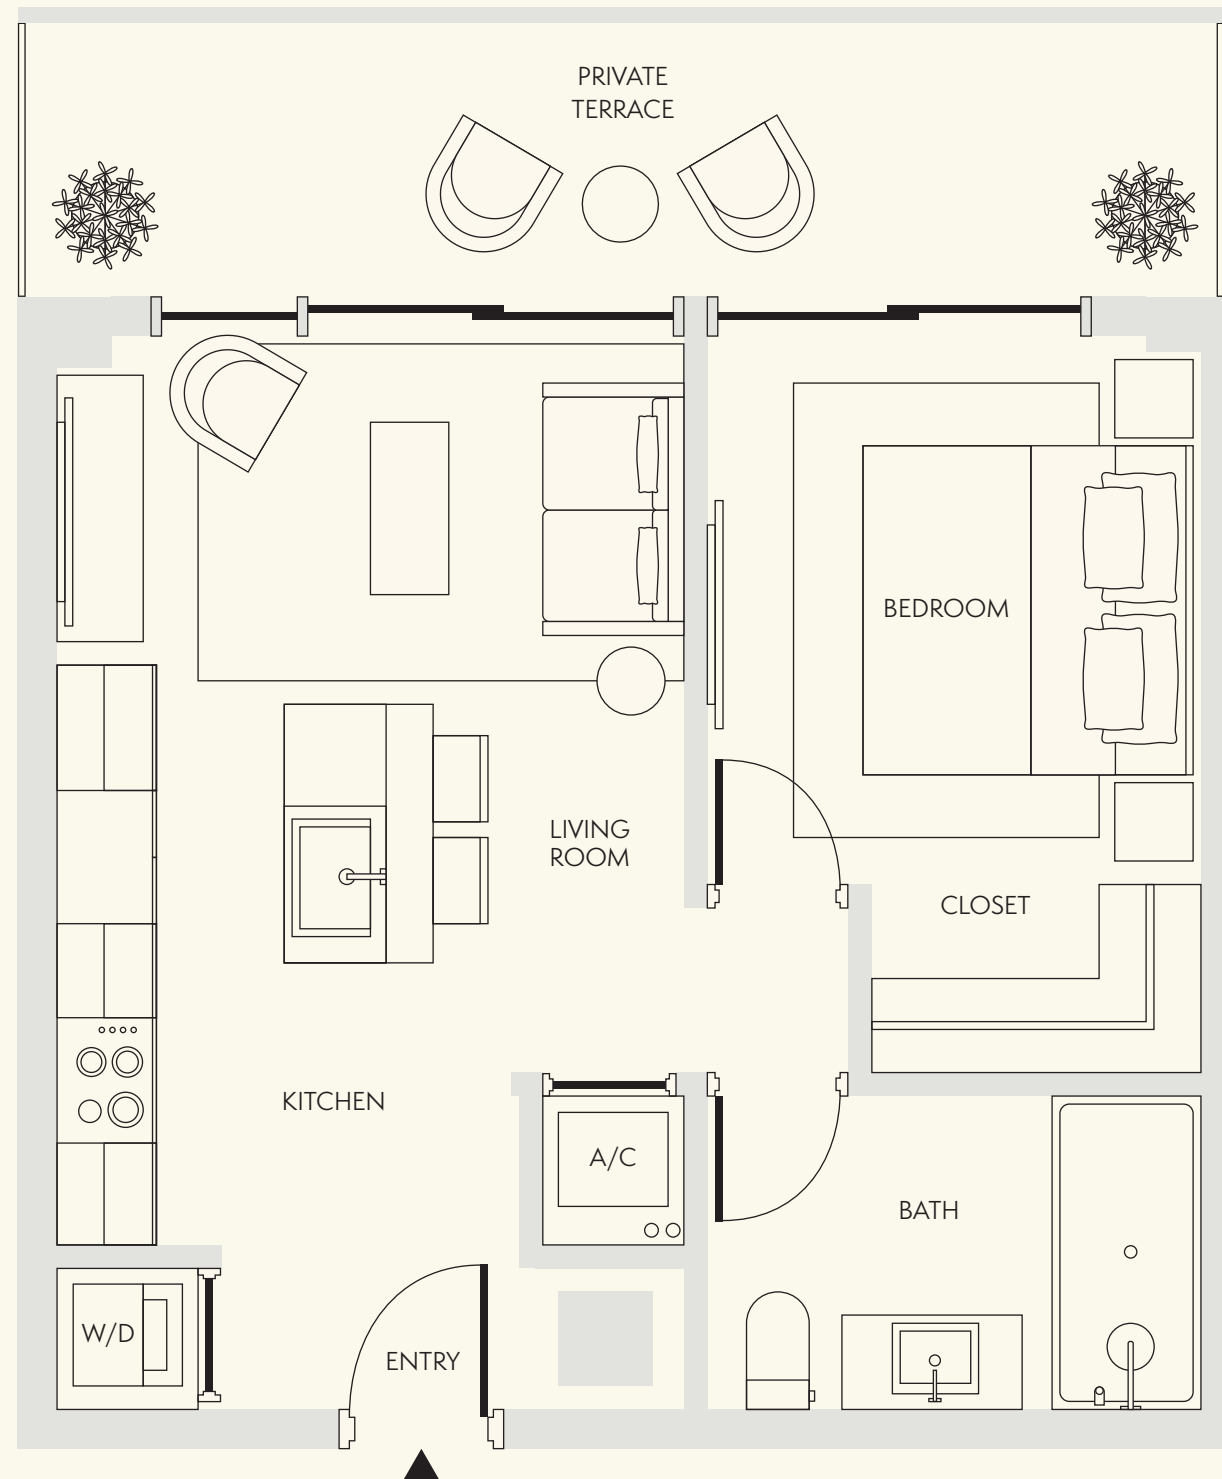 PRIVATE
TERRACE
BEDROOM
LIVING
ROOM
CLOSET
KITCHEN
A/C
BATH
W/D
ENTRY